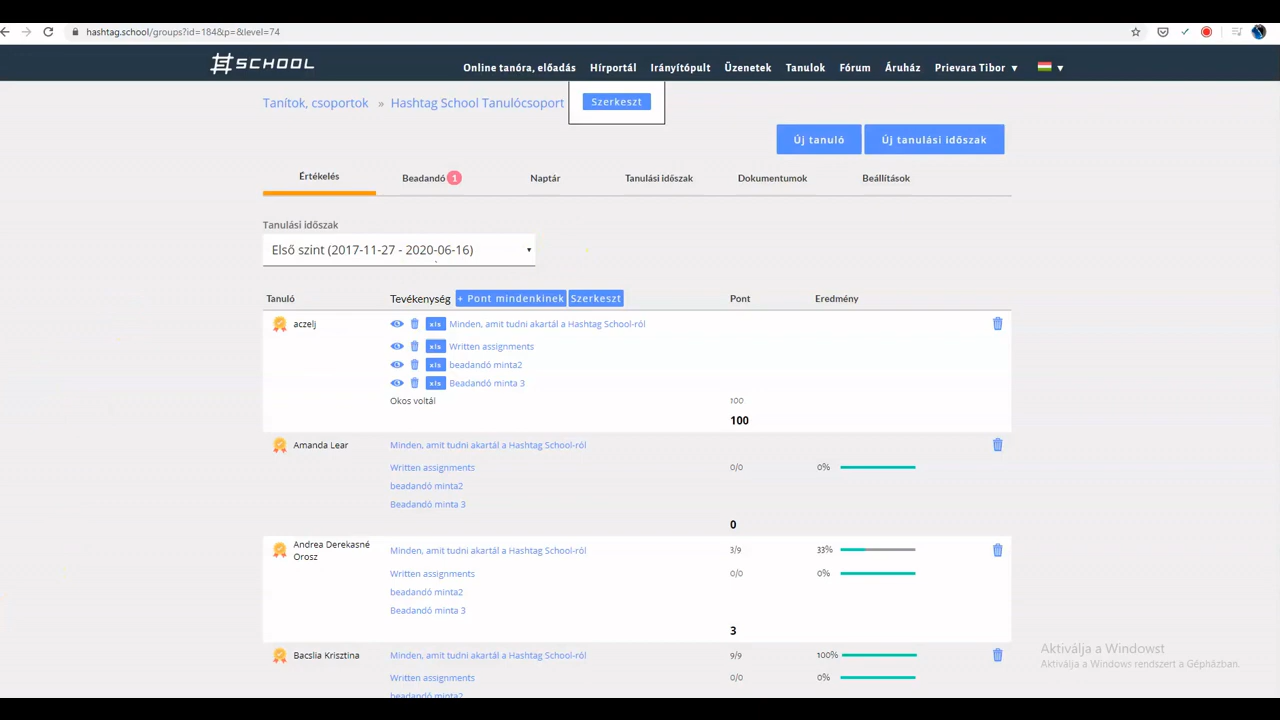 hashtag.school/groups?id=184&p=&level=74
#SCHOOL
Online tanóra, előadás Hírportál Irányítópult Üzenetek Tanulok Fórum Áruház Prievara Tibor ▼ ▼
Tanítok, csoportok » Hashtag School Tanulócsoport Szerkeszt
Új tanuló Új tanulási időszak
Értékelés Beadandó 1 Naptár Tanulási időszak Dokumentumok Beállítások
Tanulási időszak
Első szint (2017-11-27 - 2020-06-16)
Tanuló Tevékenység + Pont mindenkinek Szerkeszt Pont Eredmény
aczelj xls Minden, amit tudni akartál a Hashtag School-ról
xls Written assignments
xls beadandó minta2
xls Beadandó minta 3
Okos voltál 100
100
Amanda Lear Minden, amit tudni akartál a Hashtag School-ról
Written assignments 0/0 0%
beadandó minta2
Beadandó minta 3
0
Andrea Derekasné Orosz Minden, amit tudni akartál a Hashtag School-ról 3/9 33%
Written assignments 0/0 0%
beadandó minta2
Beadandó minta 3
3
Bacslia Krisztina Minden, amit tudni akartál a Hashtag School-ról 9/9 100%
Written assignments 0/0 0%
beadandó minta2
Aktiválja a Windowst
Aktiválja a Windows rendszert a Gépházban.